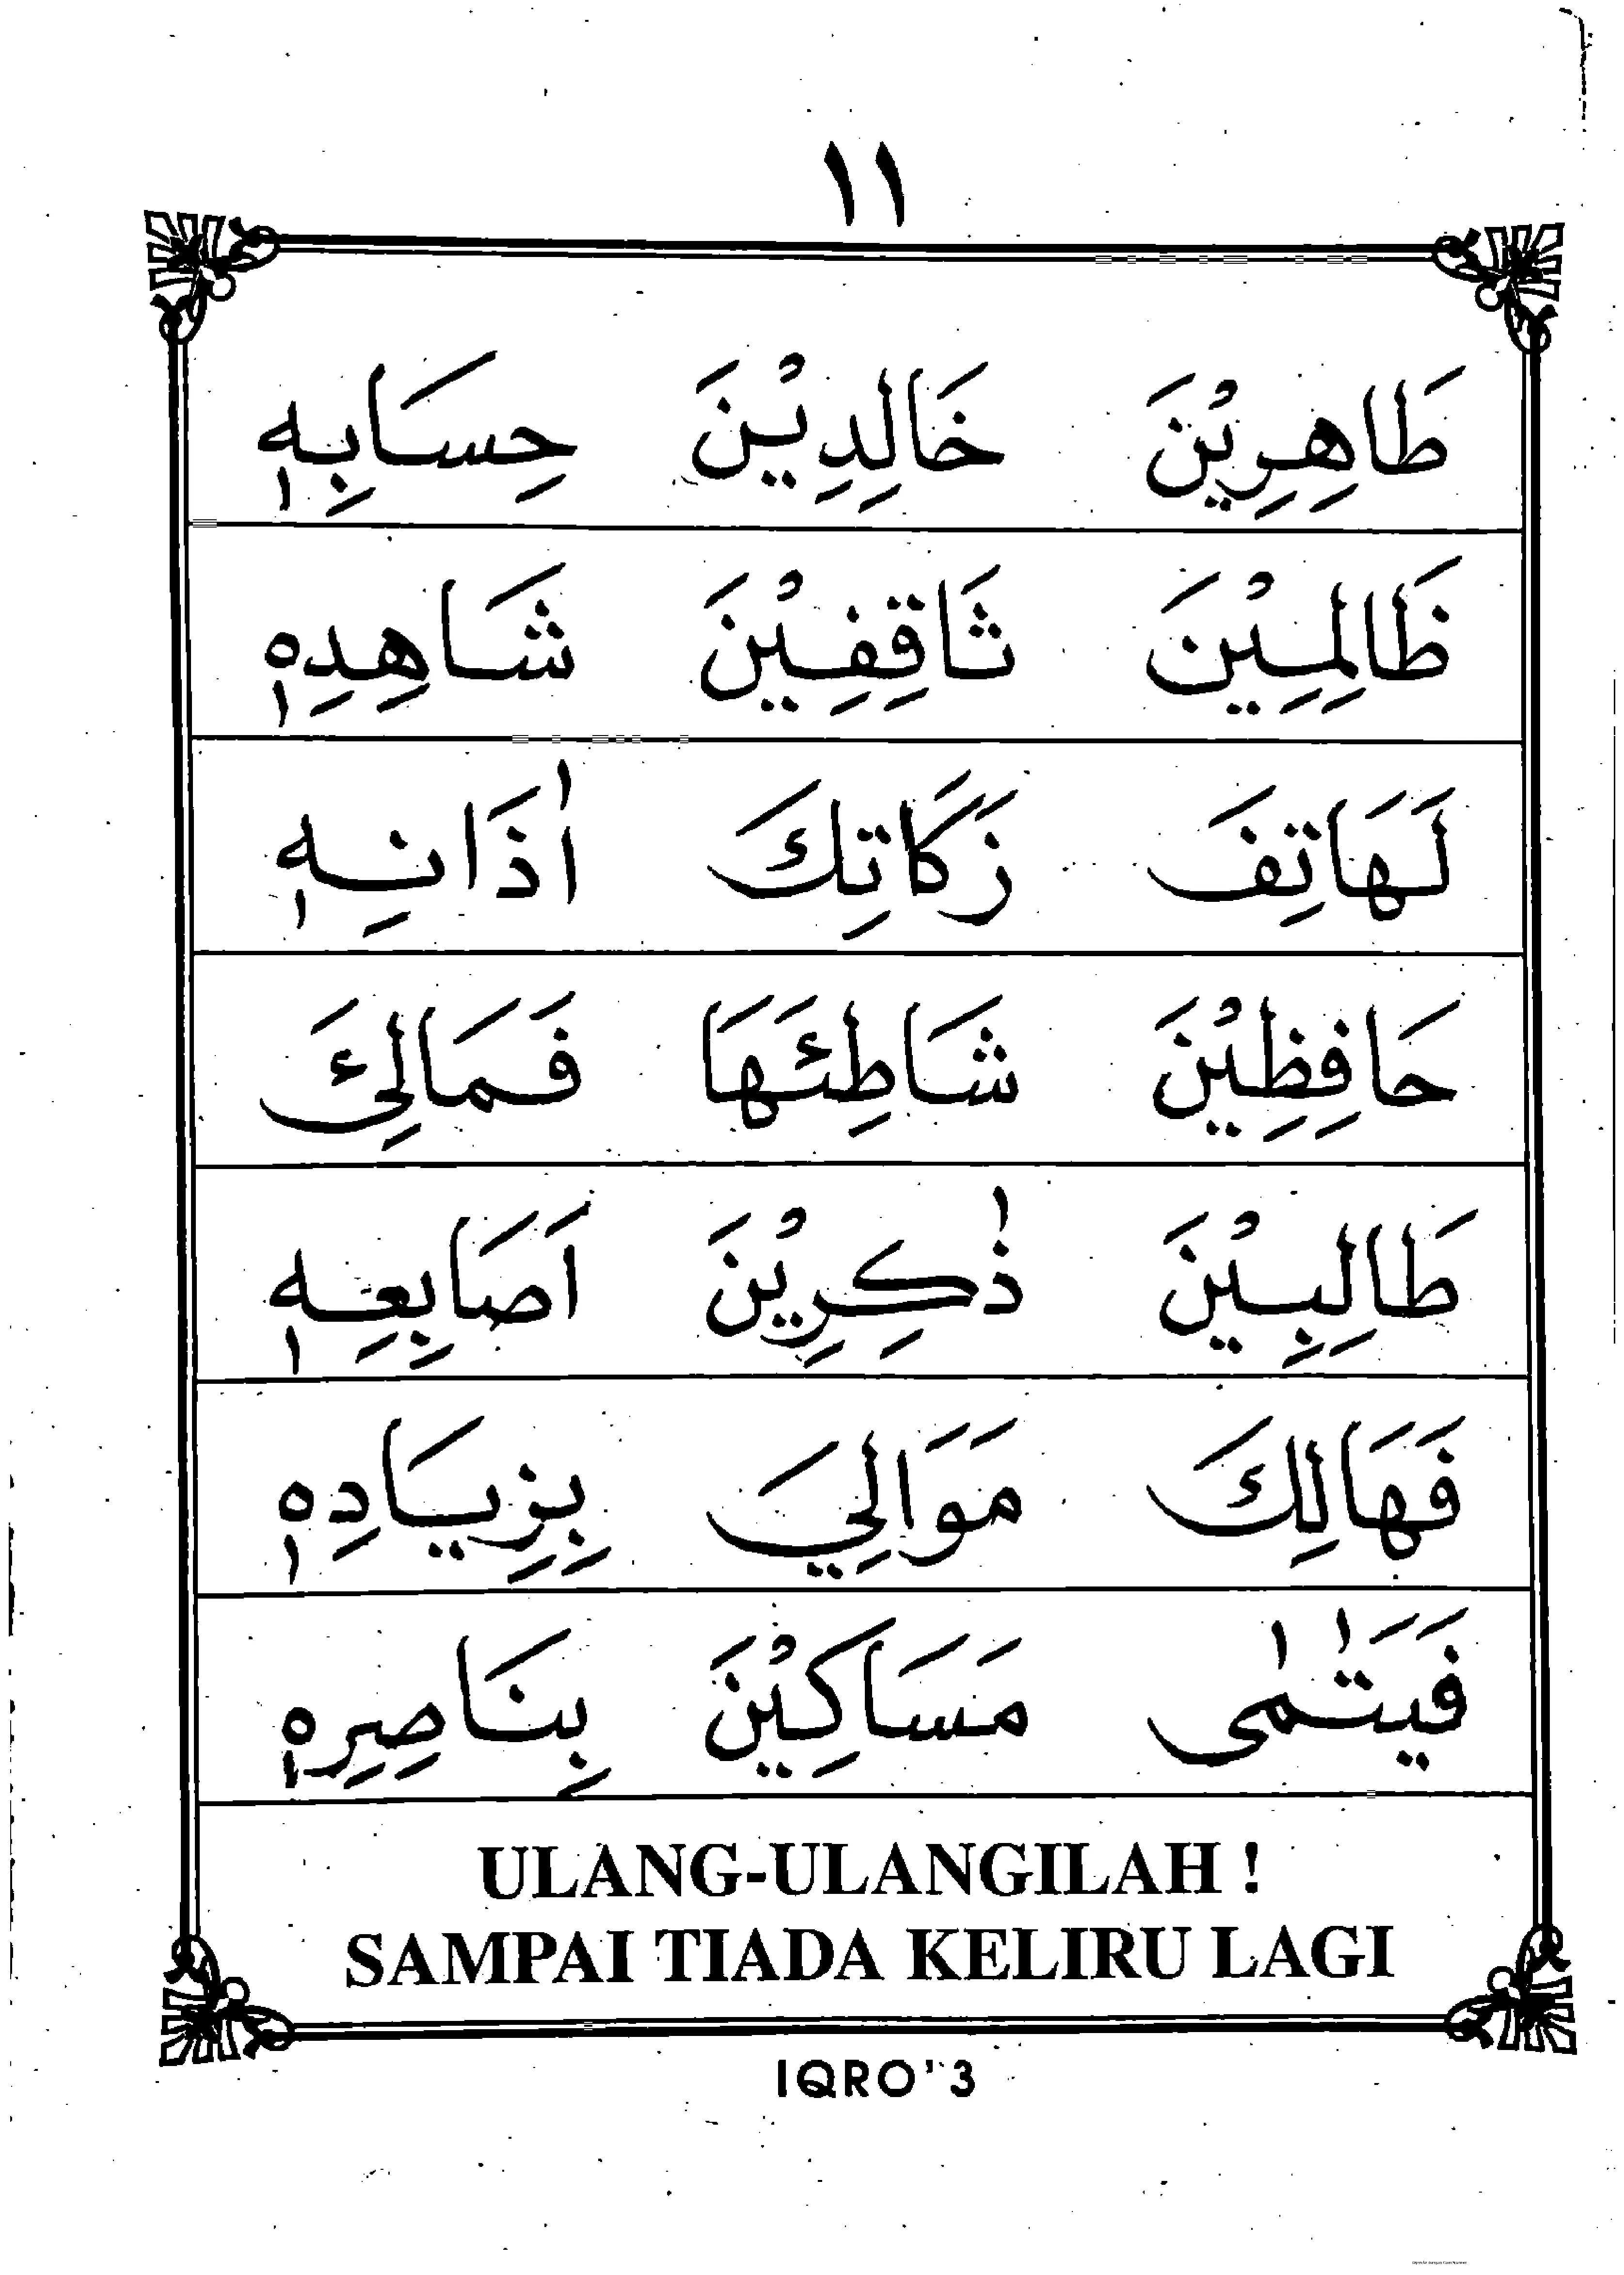 ١١
طَاهِرِيْنَ خَالِدِيْنَ حِسَابِهٖ
ظَالِمِيْنَ ثَاقِفِيْنَ شَاهِدِهٖ
لَهَاتِفَ زَكَاتِكَ اٰذَانِهٖ
حَافِظِيْنَ شَاطِئَهَا فَمَالِئَ
طَالِبِيْنَ ذٰكِرِيْنَ اَصَابِعِهٖ
فَهَالِكَ مَوَالِيَ بِزِيَادِهٖ
فَيَتٰمٰى مَسَاكِيْنَ بِنَاصِرِهٖ
ULANG-ULANGILAH !
SAMPAI TIADA KELIRU LAGI
IQRO' 3